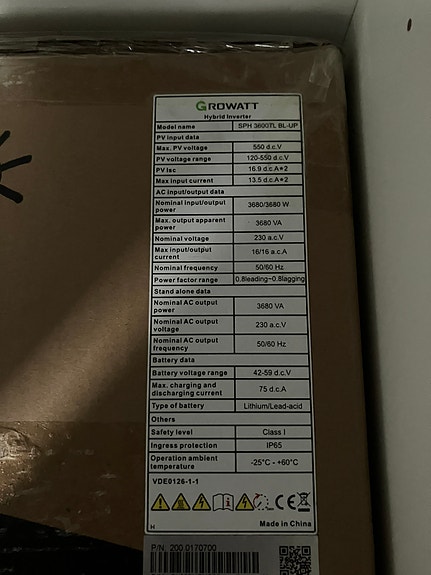 GROWATT
Hybrid Inverter
Model name SPH 3600TL BL-UP
PV input data
Max. PV voltage 550 d.c.V
PV voltage range 120-550 d.c.V
PV Isc 16.9 d.c.A*2
Max input current 13.5 d.c.A*2
AC input/output data
Nominal input/output power 3680/3680 W
Max. output apparent power 3680 VA
Nominal voltage 230 a.c.V
Max input/output current 16/16 a.c.A
Nominal frequency 50/60 Hz
Power factor range 0.8leading~0.8lagging
Stand alone data
Nominal AC output power 3680 VA
Nominal AC output voltage 230 a.c.V
Nominal AC output frequency 50/60 Hz
Battery data
Battery voltage range 42-59 d.c.V
Max. charging and discharging current 75 d.c.A
Type of battery Lithium/Lead-acid
Others
Safety level Class I
Ingress protection IP65
Operation ambient temperature -25°C - +60°C
VDE0126-1-1
CE
H Made in China
P/N: 200.0170700